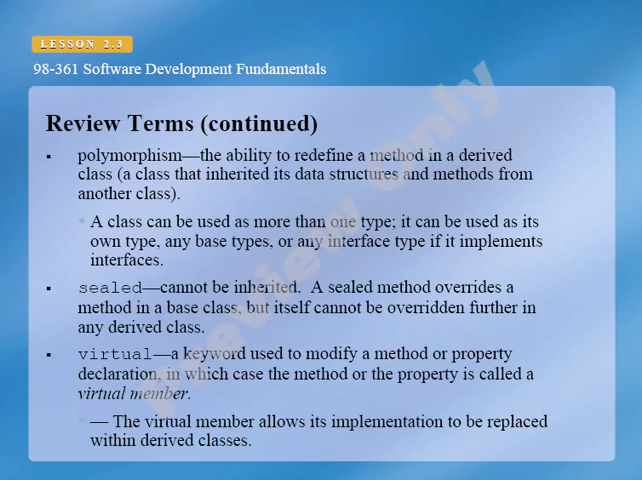 LESSON 2.3
98-361 Software Development Fundamentals
Review Terms (continued)
▪ polymorphism—the ability to redefine a method in a derived
class (a class that inherited its data structures and methods from
another class).
• A class can be used as more than one type; it can be used as its
own type, any base types, or any interface type if it implements
interfaces.
▪ sealed—cannot be inherited. A sealed method overrides a
method in a base class, but itself cannot be overridden further in
any derived class.
▪ virtual—a keyword used to modify a method or property
declaration, in which case the method or the property is called a
virtual member.
— The virtual member allows its implementation to be replaced
within derived classes.
Preview Only